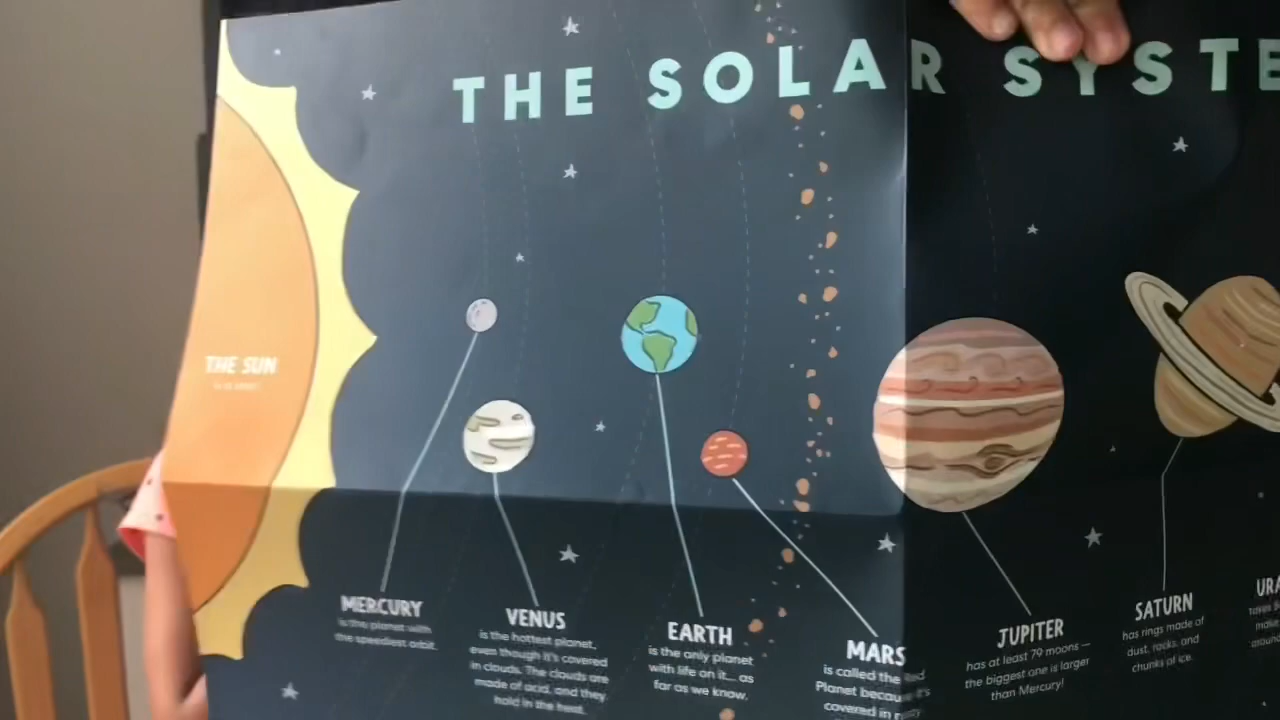 THE SOLAR SYSTE
THE SUN
MERCURY
is the planet with
the speediest orbit.
VENUS
is the hottest planet,
even though it's covered
in clouds. The clouds are
made of acid, and they
hold in the heat.
EARTH
is the only planet
with life on it... as
far as we know.
MARS
is called the Red
Planet because it's
covered in
JUPITER
has at least 79 moons —
the biggest one is larger
than Mercury!
SATURN
has rings made of
dust, rocks, and
chunks of ice.
URA